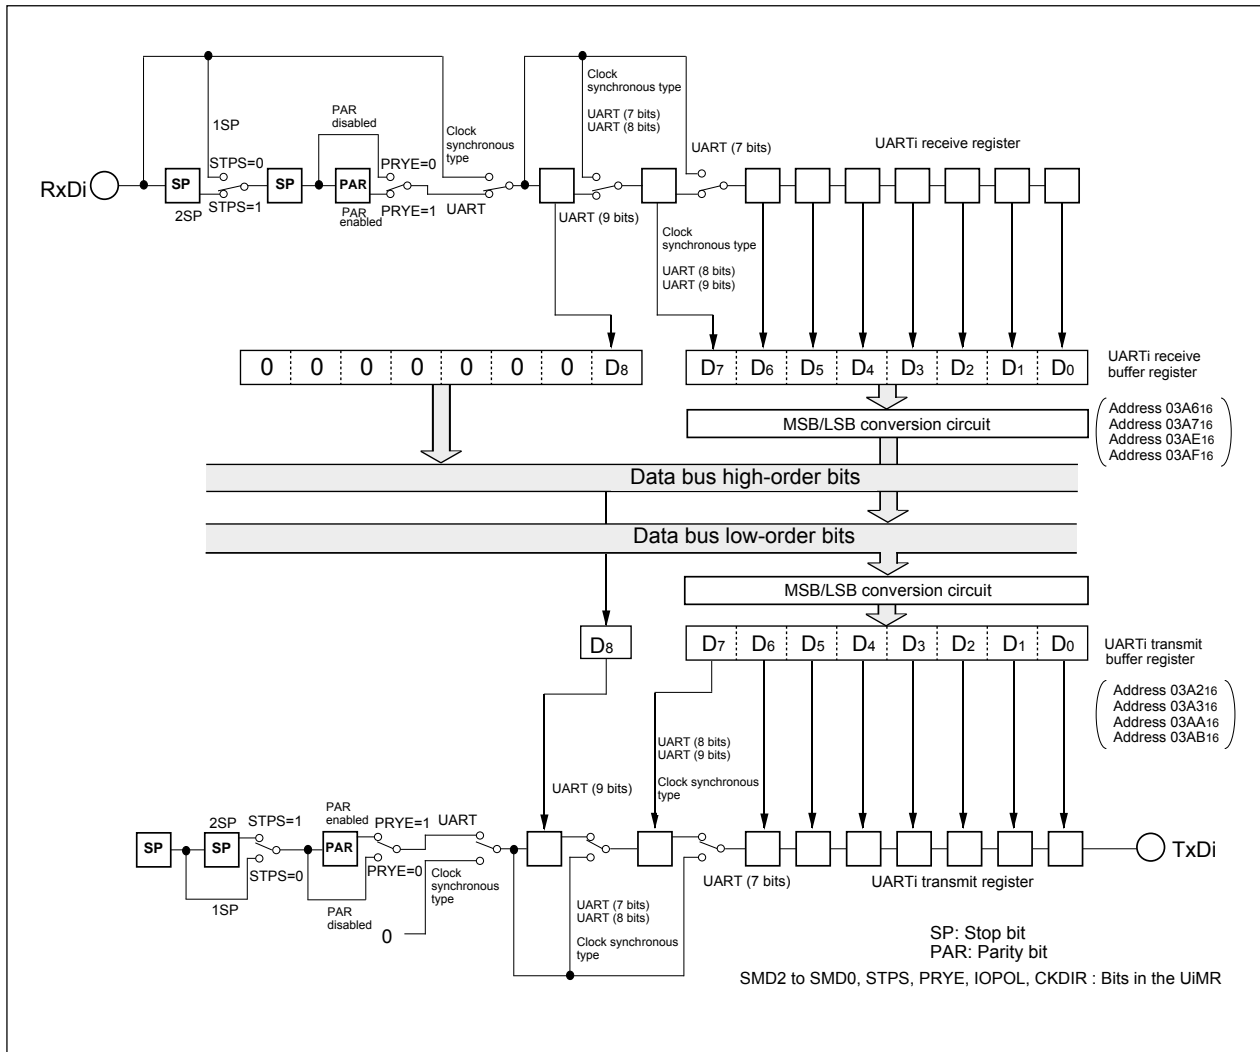 Clock
synchronous type
1SP
PAR
disabled
UART (7 bits)
UART (8 bits)
Clock
synchronous
type
UART (7 bits)
UARTi receive register
STPS=0
PRYE=0
RxDi
SP
SP
PAR
2SP
STPS=1
PAR
enabled
PRYE=1
UART
UART (9 bits)
Clock
synchronous type
UART (8 bits)
UART (9 bits)
0 0 0 0 0 0 0 D8
D7 D6 D5 D4 D3 D2 D1 D0
UARTi receive
buffer register
MSB/LSB conversion circuit
Address 03A616
Address 03A716
Address 03AE16
Address 03AF16
Data bus high-order bits
Data bus low-order bits
MSB/LSB conversion circuit
D8
D7 D6 D5 D4 D3 D2 D1 D0
UARTi transmit
buffer register
Address 03A216
Address 03A316
Address 03AA16
Address 03AB16
UART (8 bits)
UART (9 bits)
Clock synchronous
type
UART (9 bits)
PAR
enabled
2SP
STPS=1
PRYE=1
UART
SP
SP
PAR
TxDi
STPS=0
PRYE=0
Clock
synchronous
type
UART (7 bits)
UARTi transmit register
1SP
PAR
disabled
0
UART (7 bits)
UART (8 bits)
Clock synchronous
type
SP: Stop bit
PAR: Parity bit
SMD2 to SMD0, STPS, PRYE, IOPOL, CKDIR : Bits in the UiMR